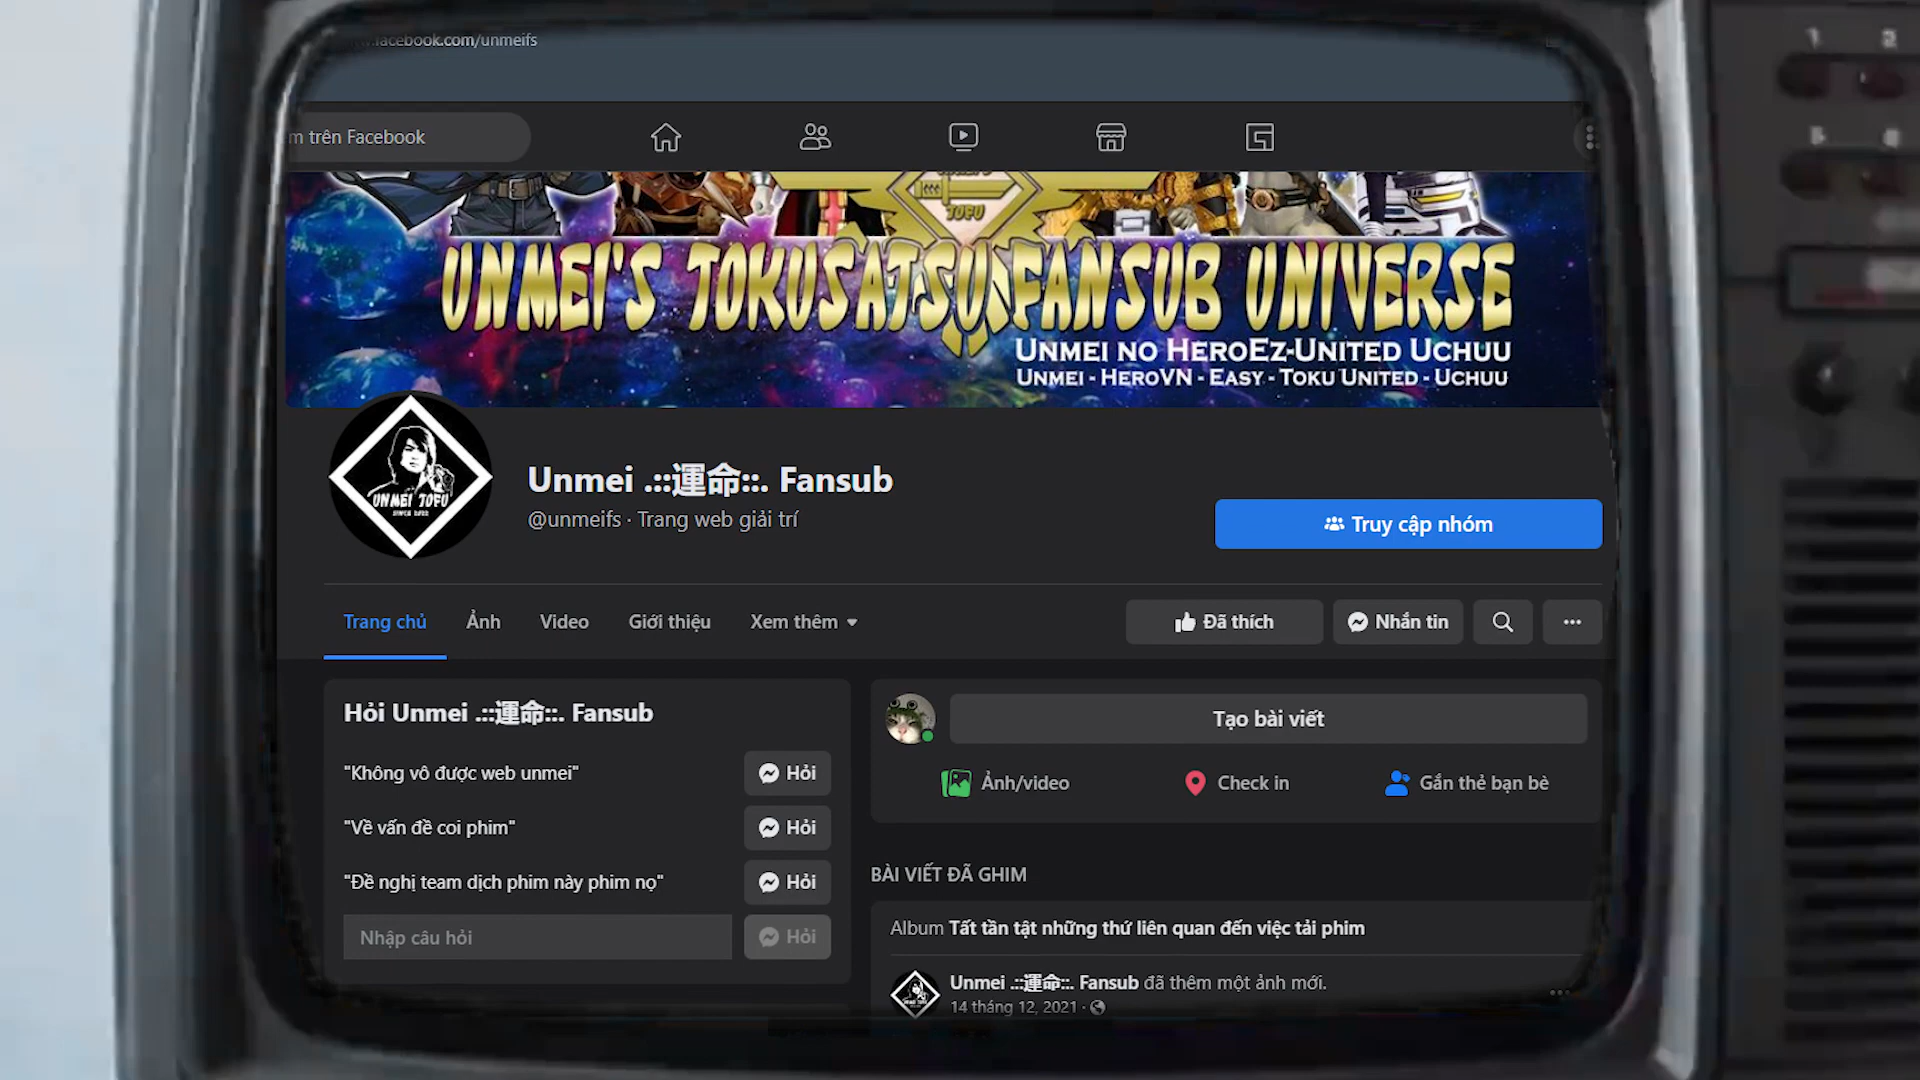 facebook.com/unmeifs
1 2
m trên Facebook
TOFU
UNMEI'S TOKUSATSU FANSUB UNIVERSE
UNMEI NO HEROEZ-UNITED UCHUU
UNMEI - HEROVN - EASY - TOKU UNITED - UCHUU
UNMEI TOFU
Unmei .::運命::. Fansub
@unmeifs · Trang web giải trí
Truy cập nhóm
Trang chủ Ảnh Video Giới thiệu Xem thêm
Đã thích Nhắn tin
Hỏi Unmei .::運命::. Fansub
"Không vô được web unmei" Hỏi
"Về vấn đề coi phim" Hỏi
"Đề nghị team dịch phim này phim nọ" Hỏi
Nhập câu hỏi Hỏi
Tạo bài viết
Ảnh/video Check in Gắn thẻ bạn bè
BÀI VIẾT ĐÃ GHIM
Album Tất tần tật những thứ liên quan đến việc tải phim
Unmei .::運命::. Fansub đã thêm một ảnh mới.
14 tháng 12, 2021 ·